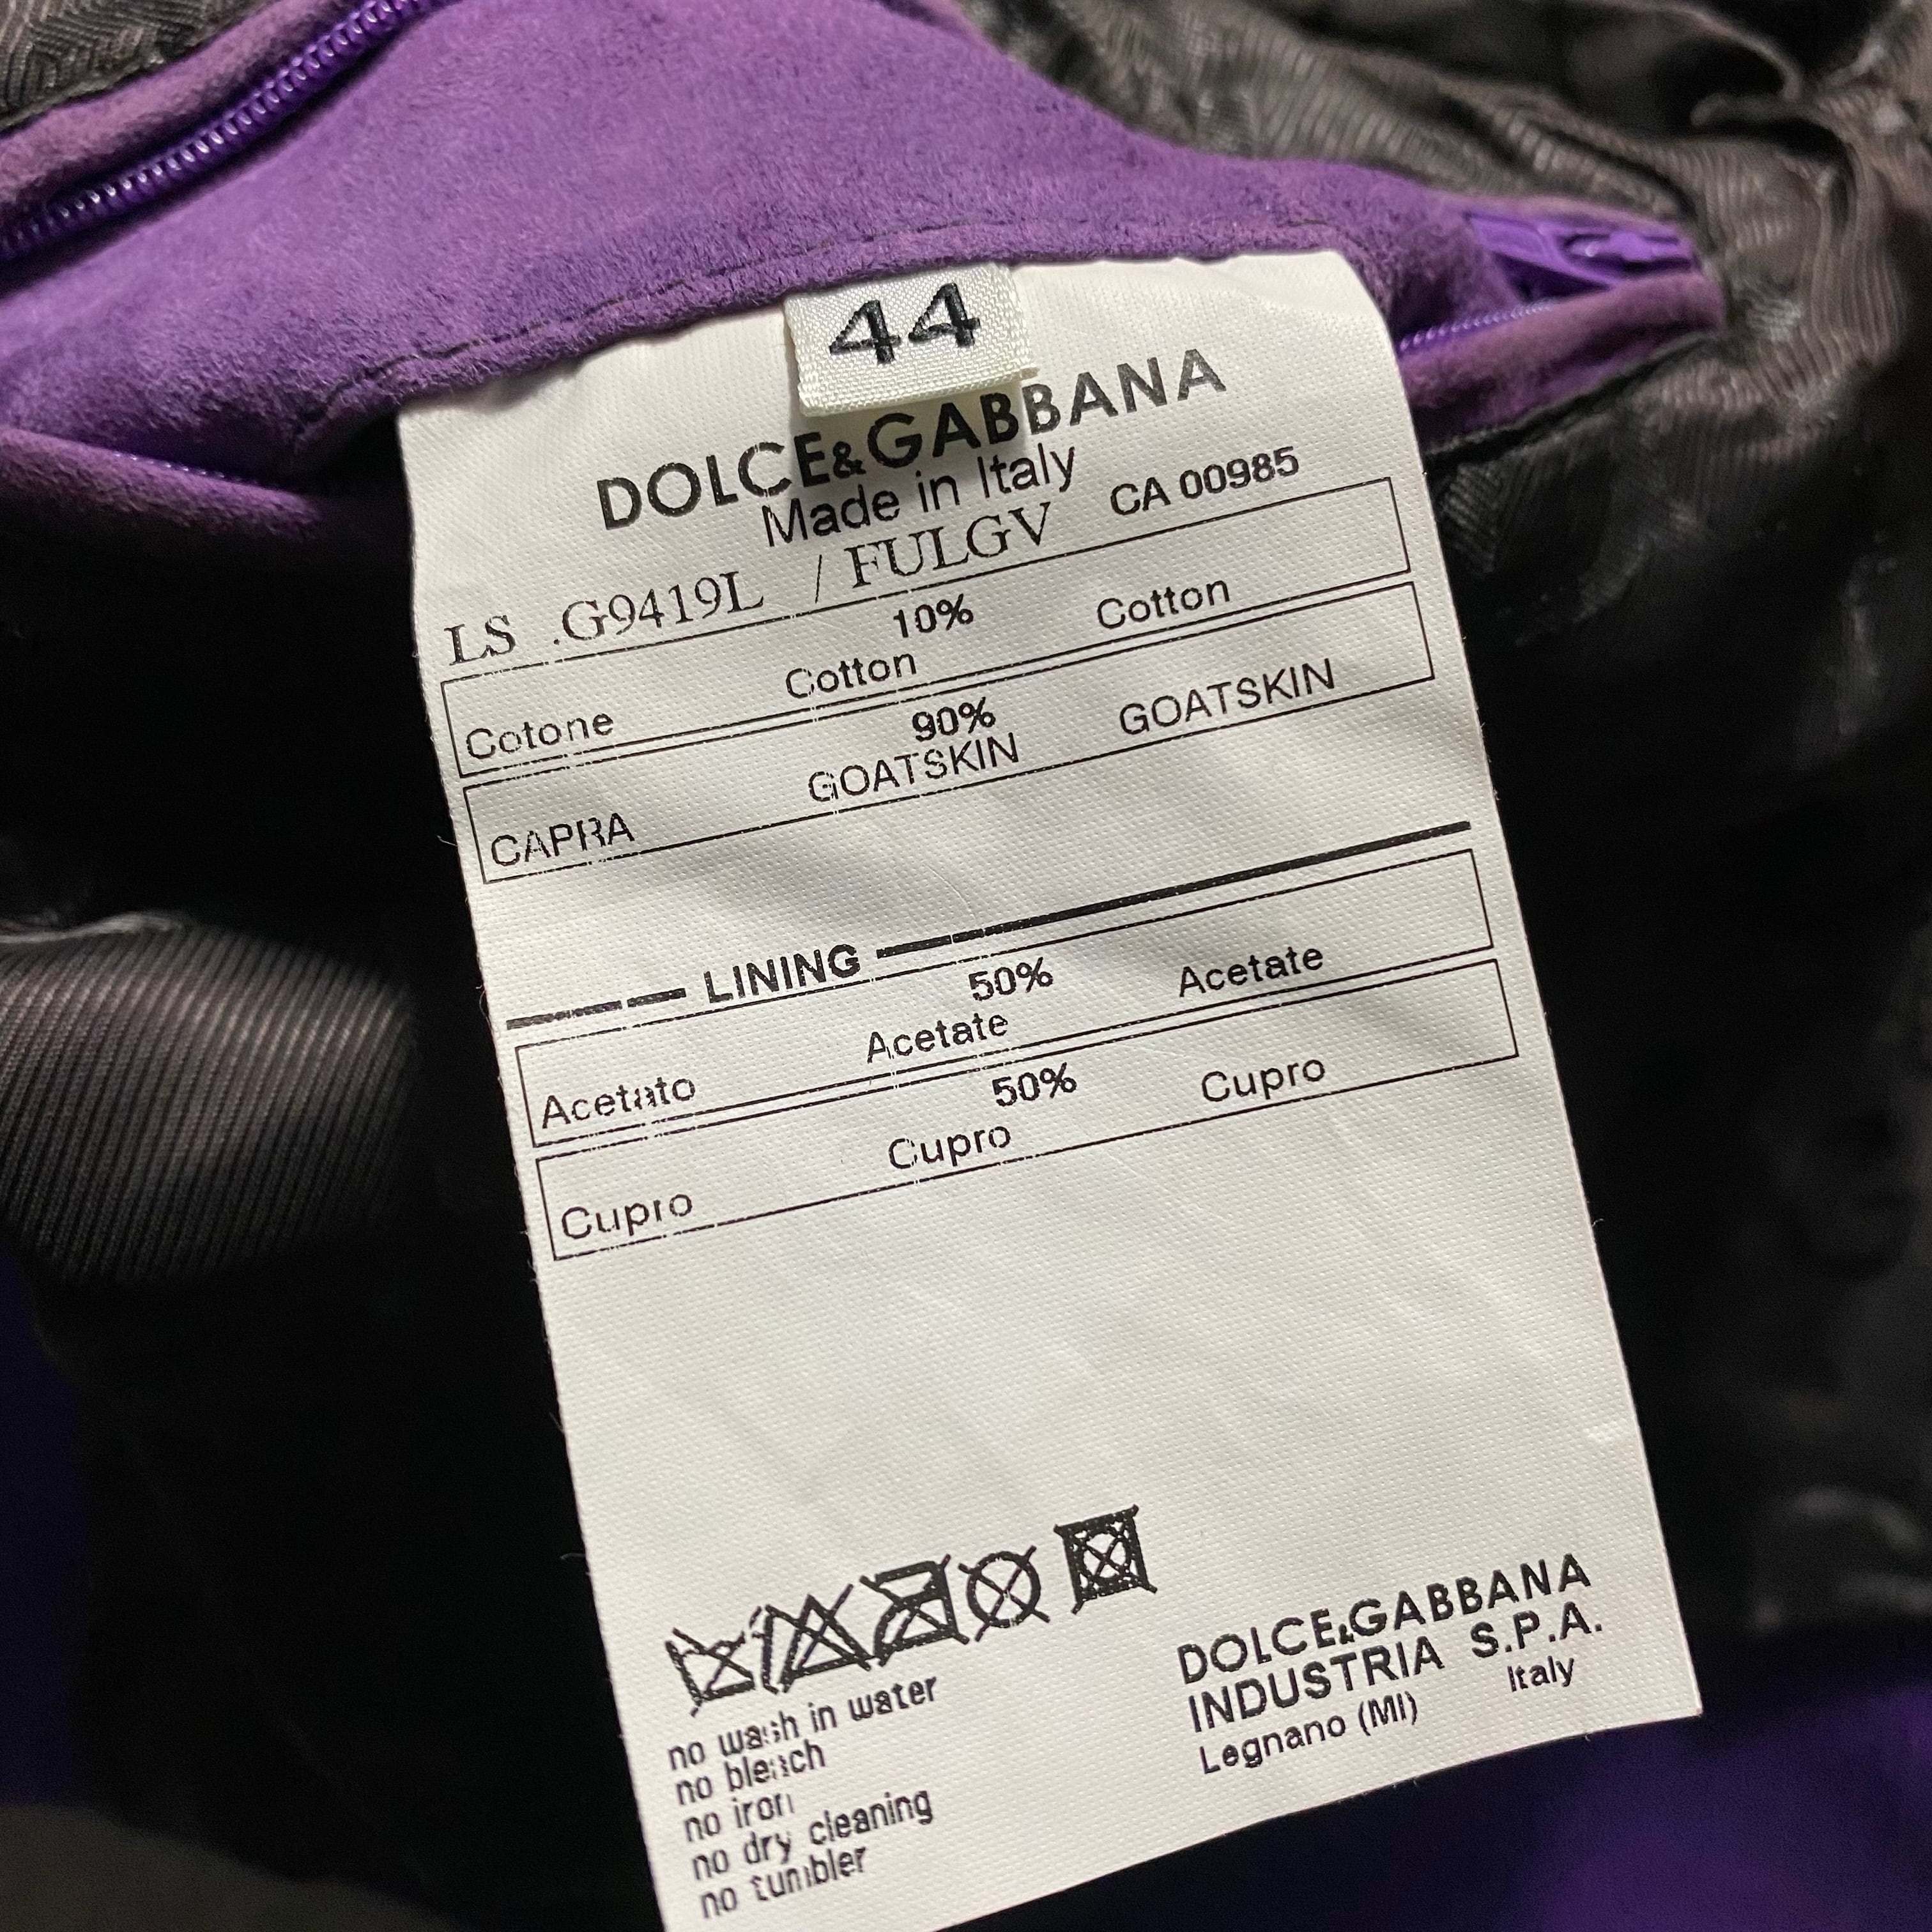 44
DOLCE&GABBANA
Made in Italy
LS .G9419L / FULGV CA 00985
Cotone 10% Cotton Cotton
CAPRA 90% GOATSKIN GOATSKIN
LINING
Acetato 50% Acetate Acetate
Cupro 50% Cupro Cupro
no wash in water
no bleach
no iron
no dry cleaning
no tumbler
DOLCE&GABBANA
INDUSTRIA S.P.A.
Legnano (MI) Italy